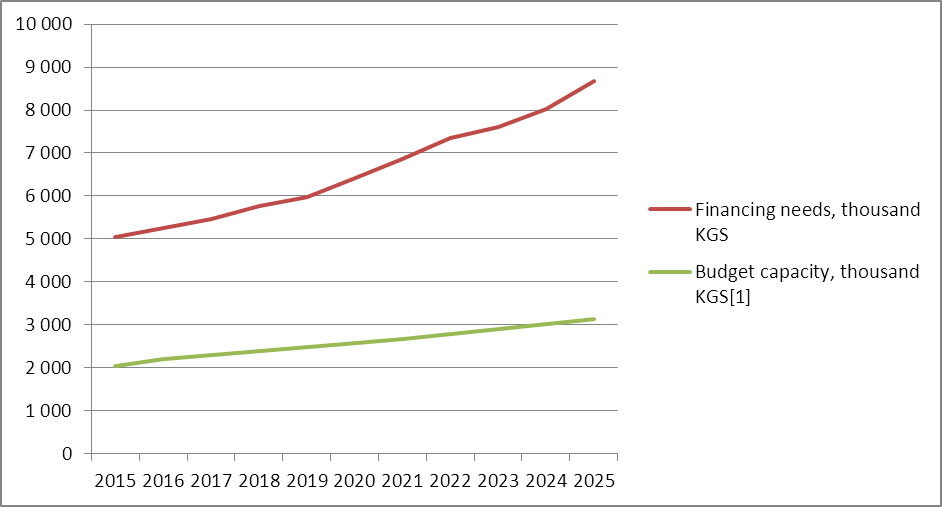 10 000
9 000
8 000
7 000
6 000
5 000
4 000
3 000
2 000
1 000
0
2015 2016 2017 2018 2019 2020 2021 2022 2023 2024 2025
Financing needs, thousand
KGS
Budget capacity, thousand
KGS[1]